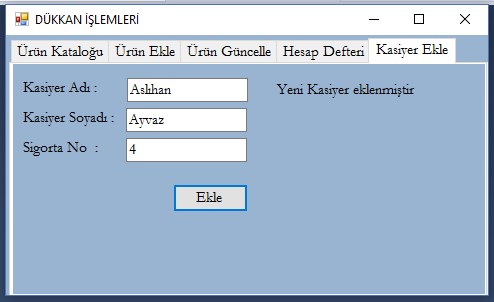 DÜKKAN İŞLEMLERİ
Ürün Kataloğu Ürün Ekle Ürün Güncelle Hesap Defteri Kasiyer Ekle
Kasiyer Adı : Aslıhan Yeni Kasiyer eklenmiştir
Kasiyer Soyadı : Ayvaz
Sigorta No : 4
Ekle